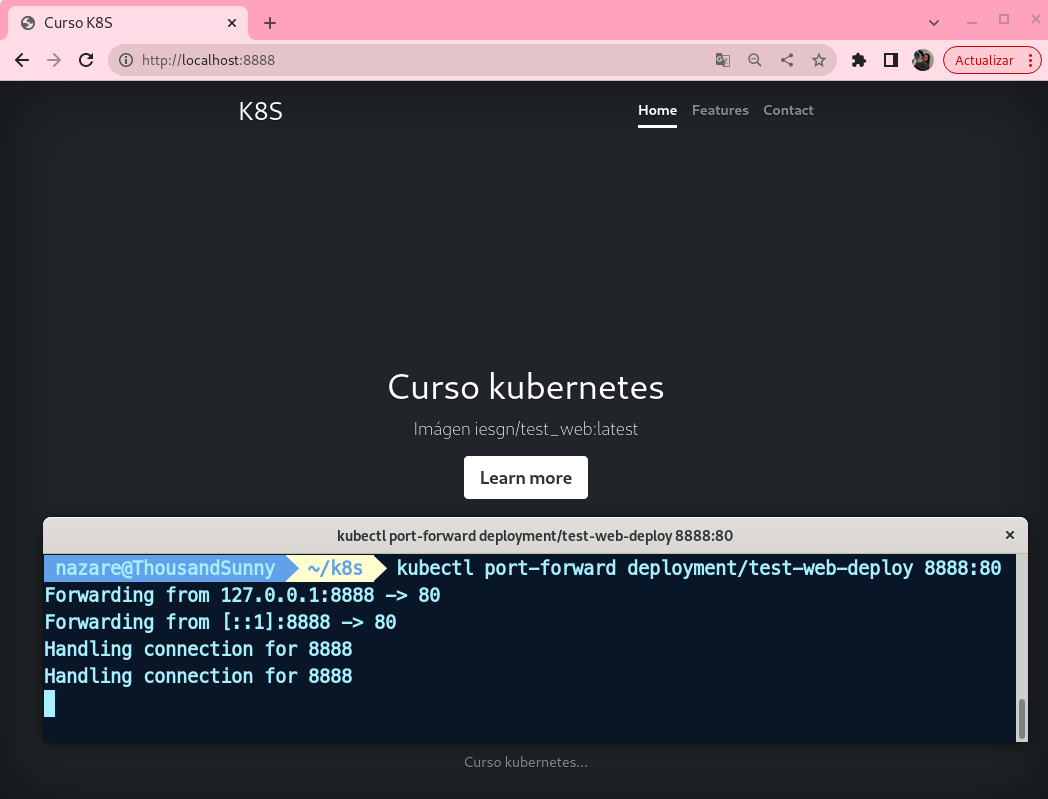 Curso K8S
http://localhost:8888
Actualizar
K8S
Home Features Contact
Curso kubernetes
Imágen iesgn/test_web:latest
Learn more
kubectl port-forward deployment/test-web-deploy 8888:80
nazare@ThousandSunny ~/k8s kubectl port-forward deployment/test-web-deploy 8888:80
Forwarding from 127.0.0.1:8888 -> 80
Forwarding from [::1]:8888 -> 80
Handling connection for 8888
Handling connection for 8888
Curso kubernetes...